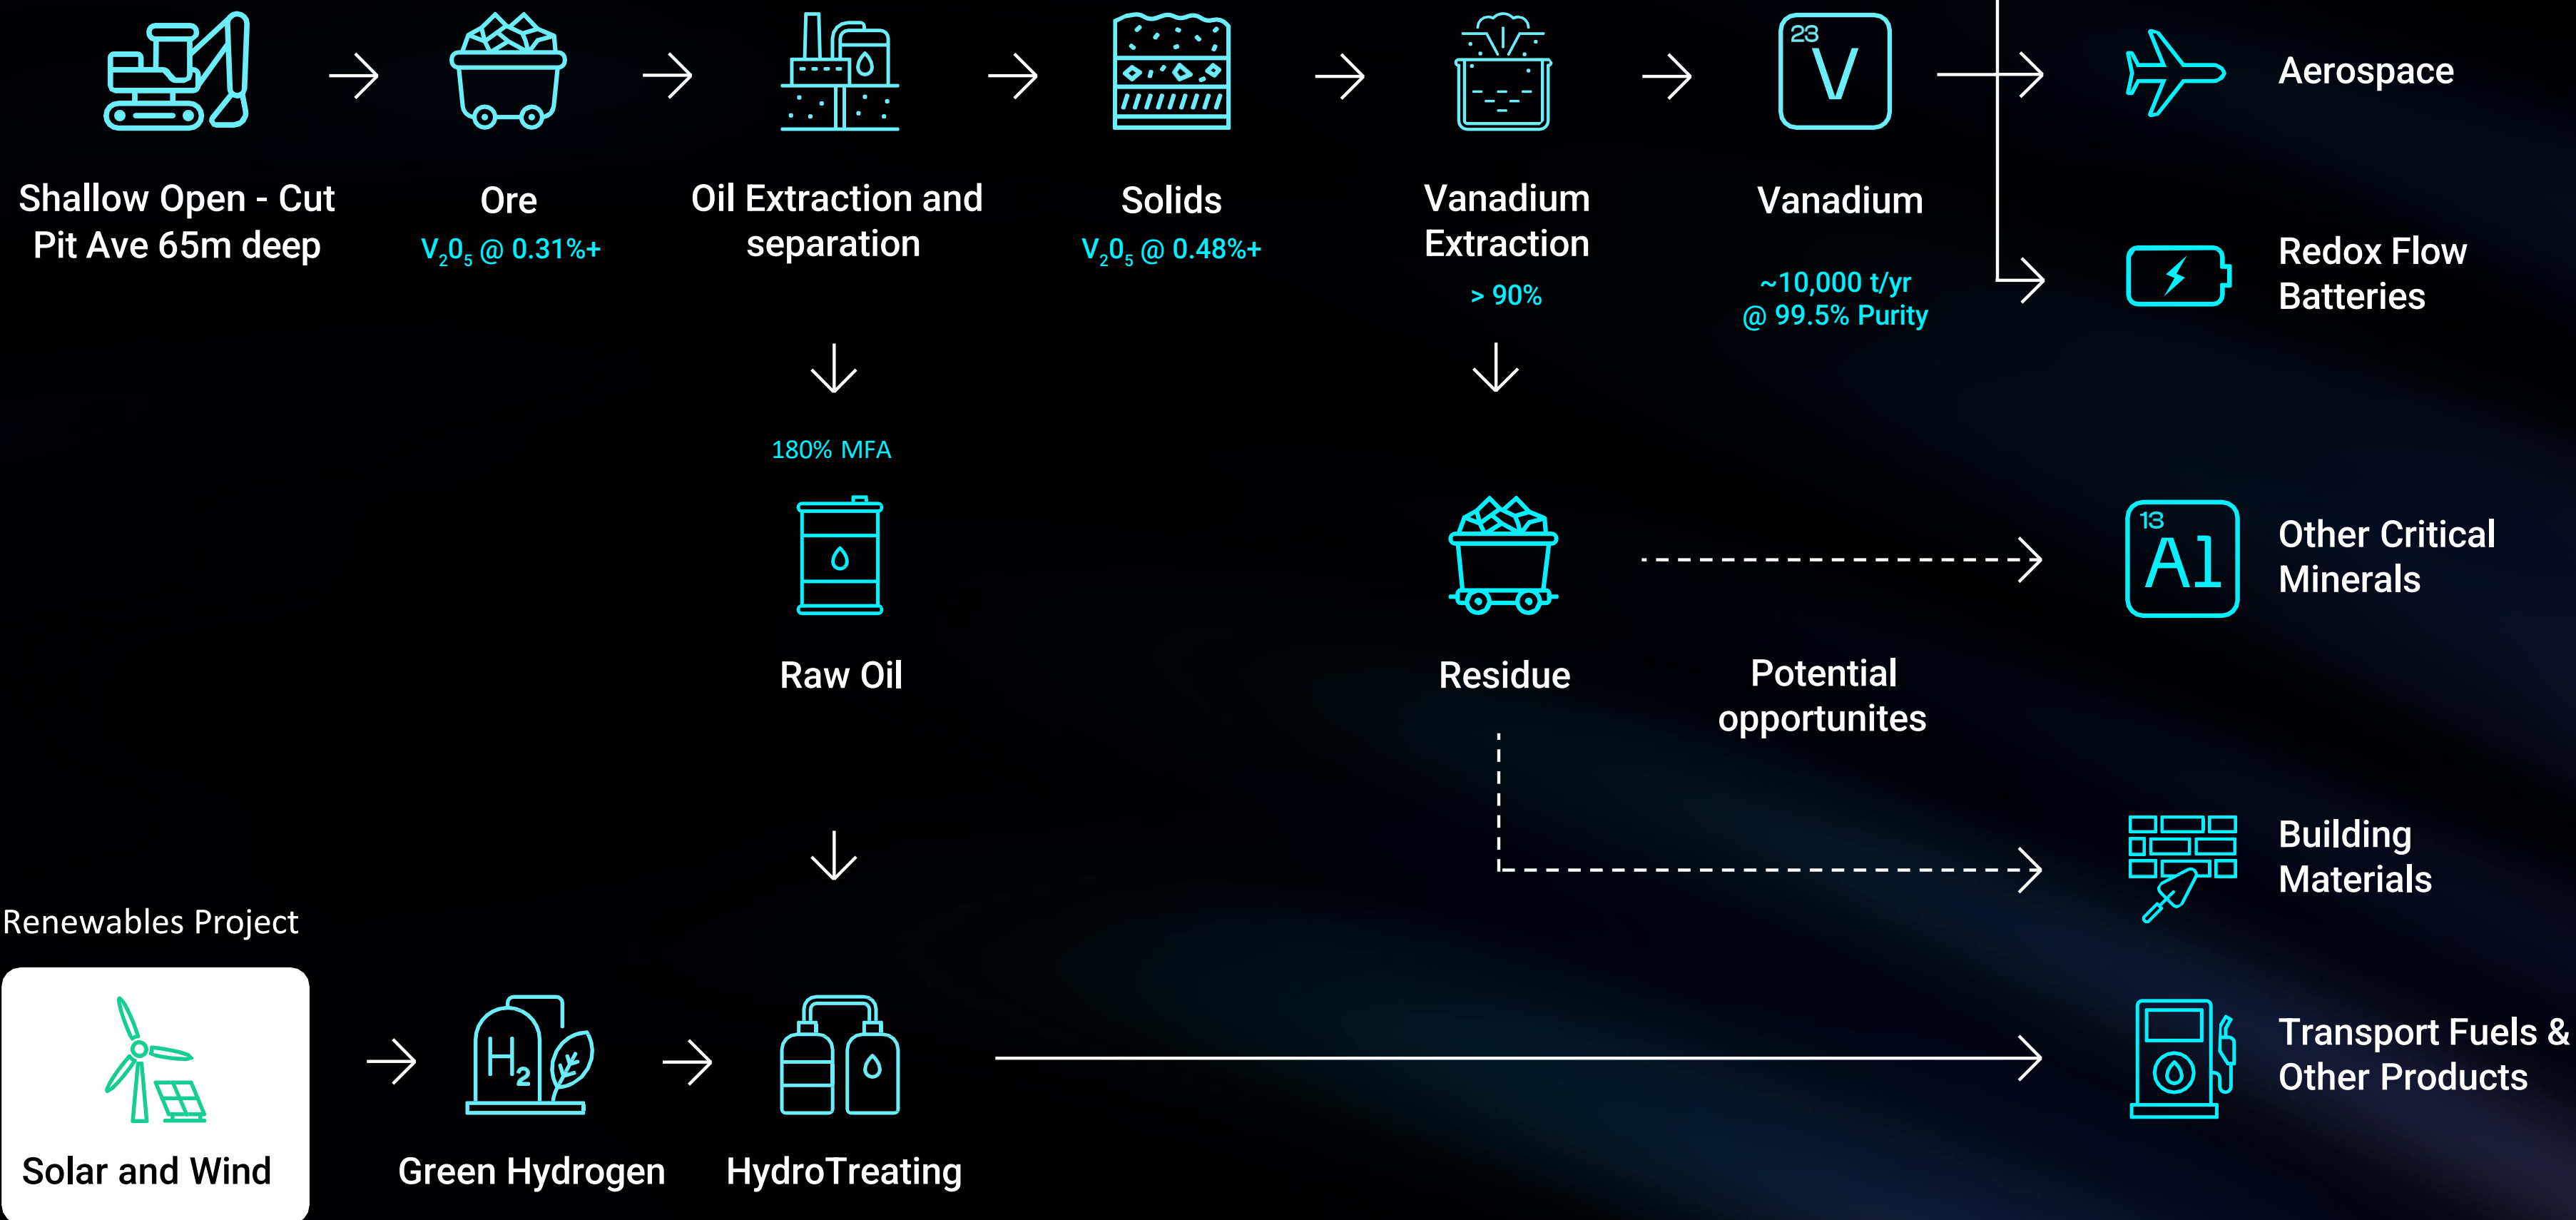 Shallow Open - Cut
Pit Ave 65m deep
Ore
V₂0₅ @ 0.31%+
Oil Extraction and
separation
Solids
V₂0₅ @ 0.48%+
Vanadium
Extraction
> 90%
23
V
Vanadium
~10,000 t/yr
@ 99.5% Purity
Aerospace
Redox Flow
Batteries
180% MFA
Raw Oil
Residue
Potential
opportunites
13
Al
Other Critical
Minerals
Building
Materials
Renewables Project
Solar and Wind
H₂
Green Hydrogen
HydroTreating
Transport Fuels &
Other Products